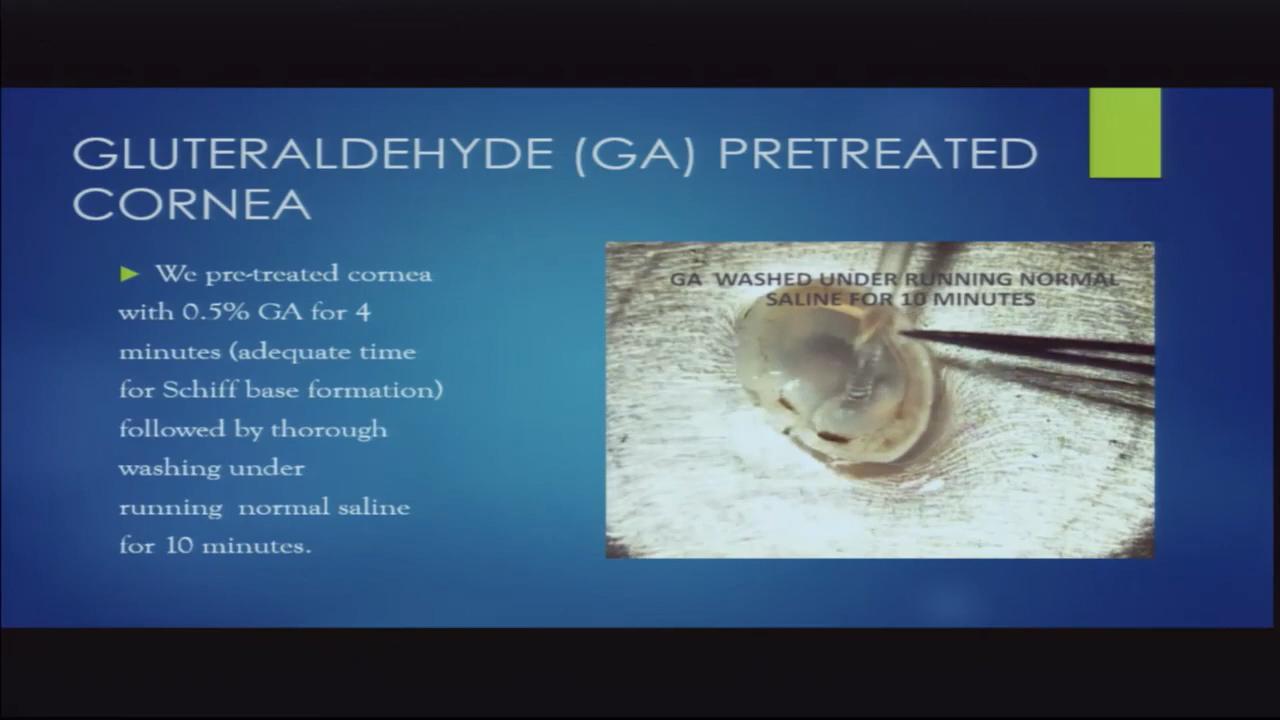 GLUTERALDEHYDE (GA) PRETREATED
CORNEA
We pre-treated cornea
with 0.5% GA for 4
minutes (adequate time
for Schiff base formation)
followed by thorough
washing under
running normal saline
for 10 minutes.
GA WASHED UNDER RUNNING NORMAL
SALINE FOR 10 MINUTES